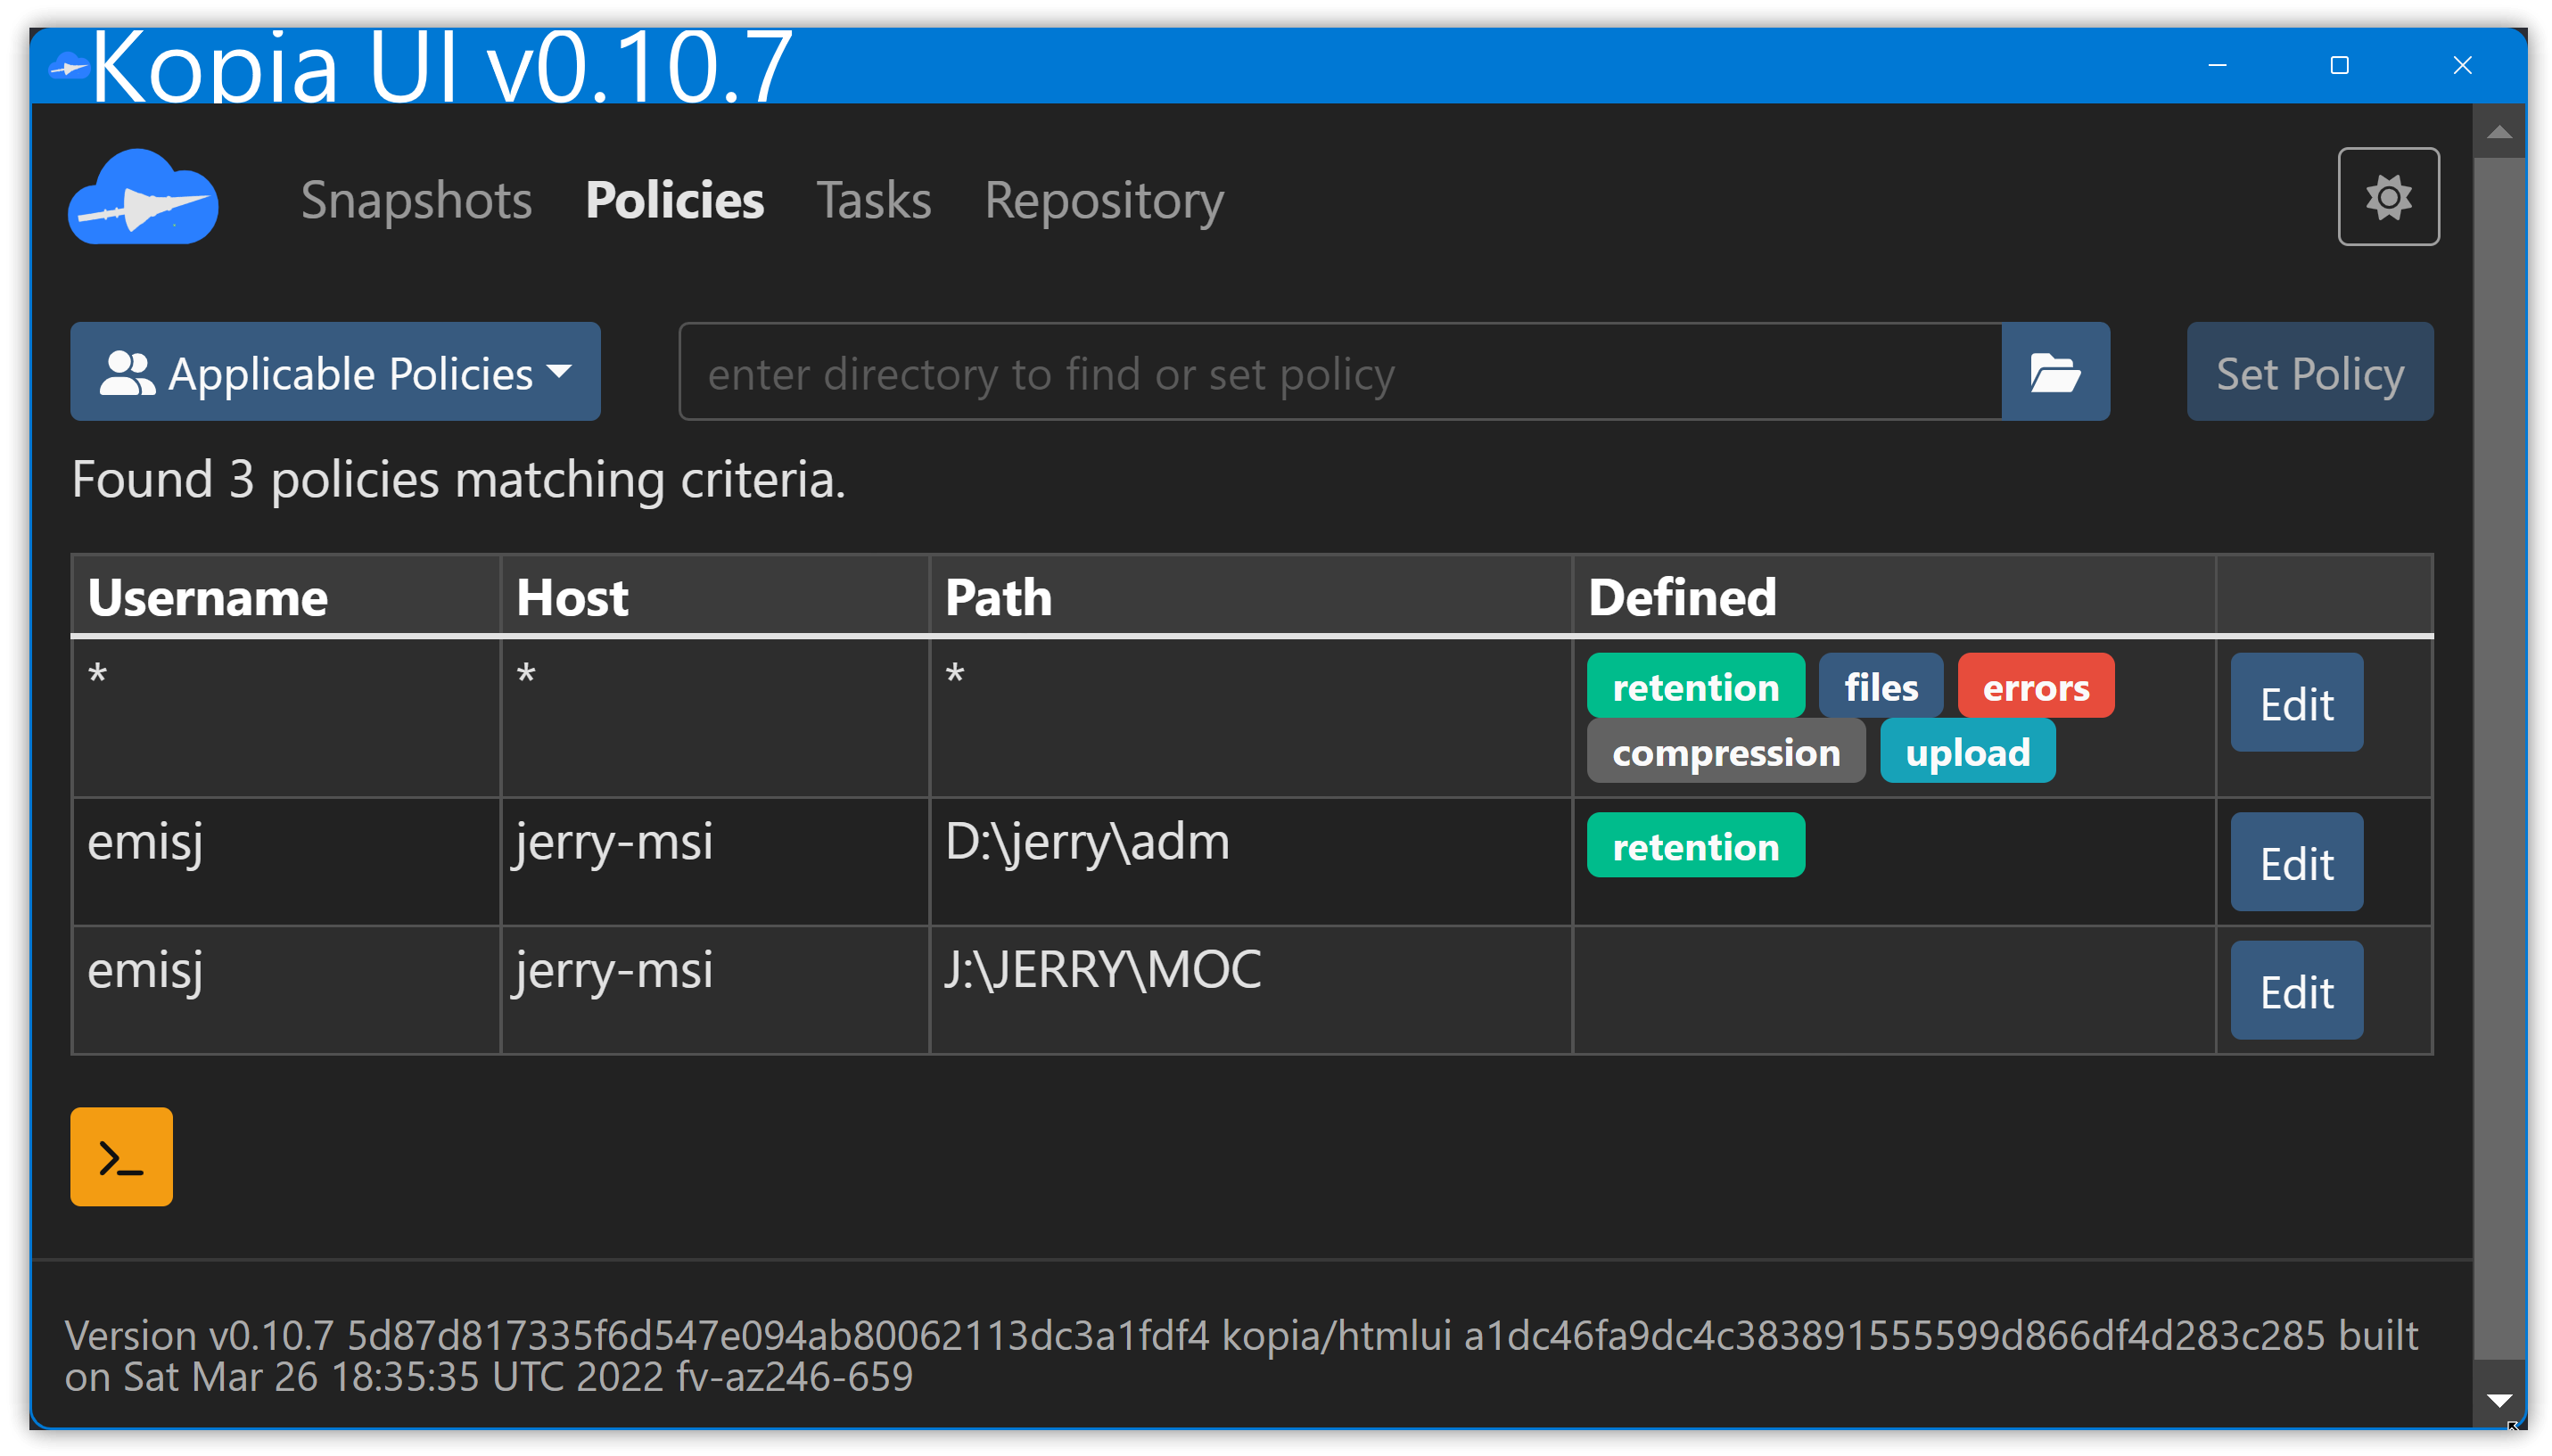 Kopia UI v0.10.7
Snapshots Policies Tasks Repository
Applicable Policies enter directory to find or set policy Set Policy
Found 3 policies matching criteria.
Username Host Path Defined
* * * retention files errors Edit
compression upload
emisj jerry-msi D:\jerry\adm retention Edit
emisj jerry-msi J:\JERRY\MOC Edit
>_
Version v0.10.7 5d87d817335f6d547e094ab80062113dc3a1fdf4 kopia/htmlui a1dc46fa9dc4c383891555599d866df4d283c285 built
on Sat Mar 26 18:35:35 UTC 2022 fv-az246-659